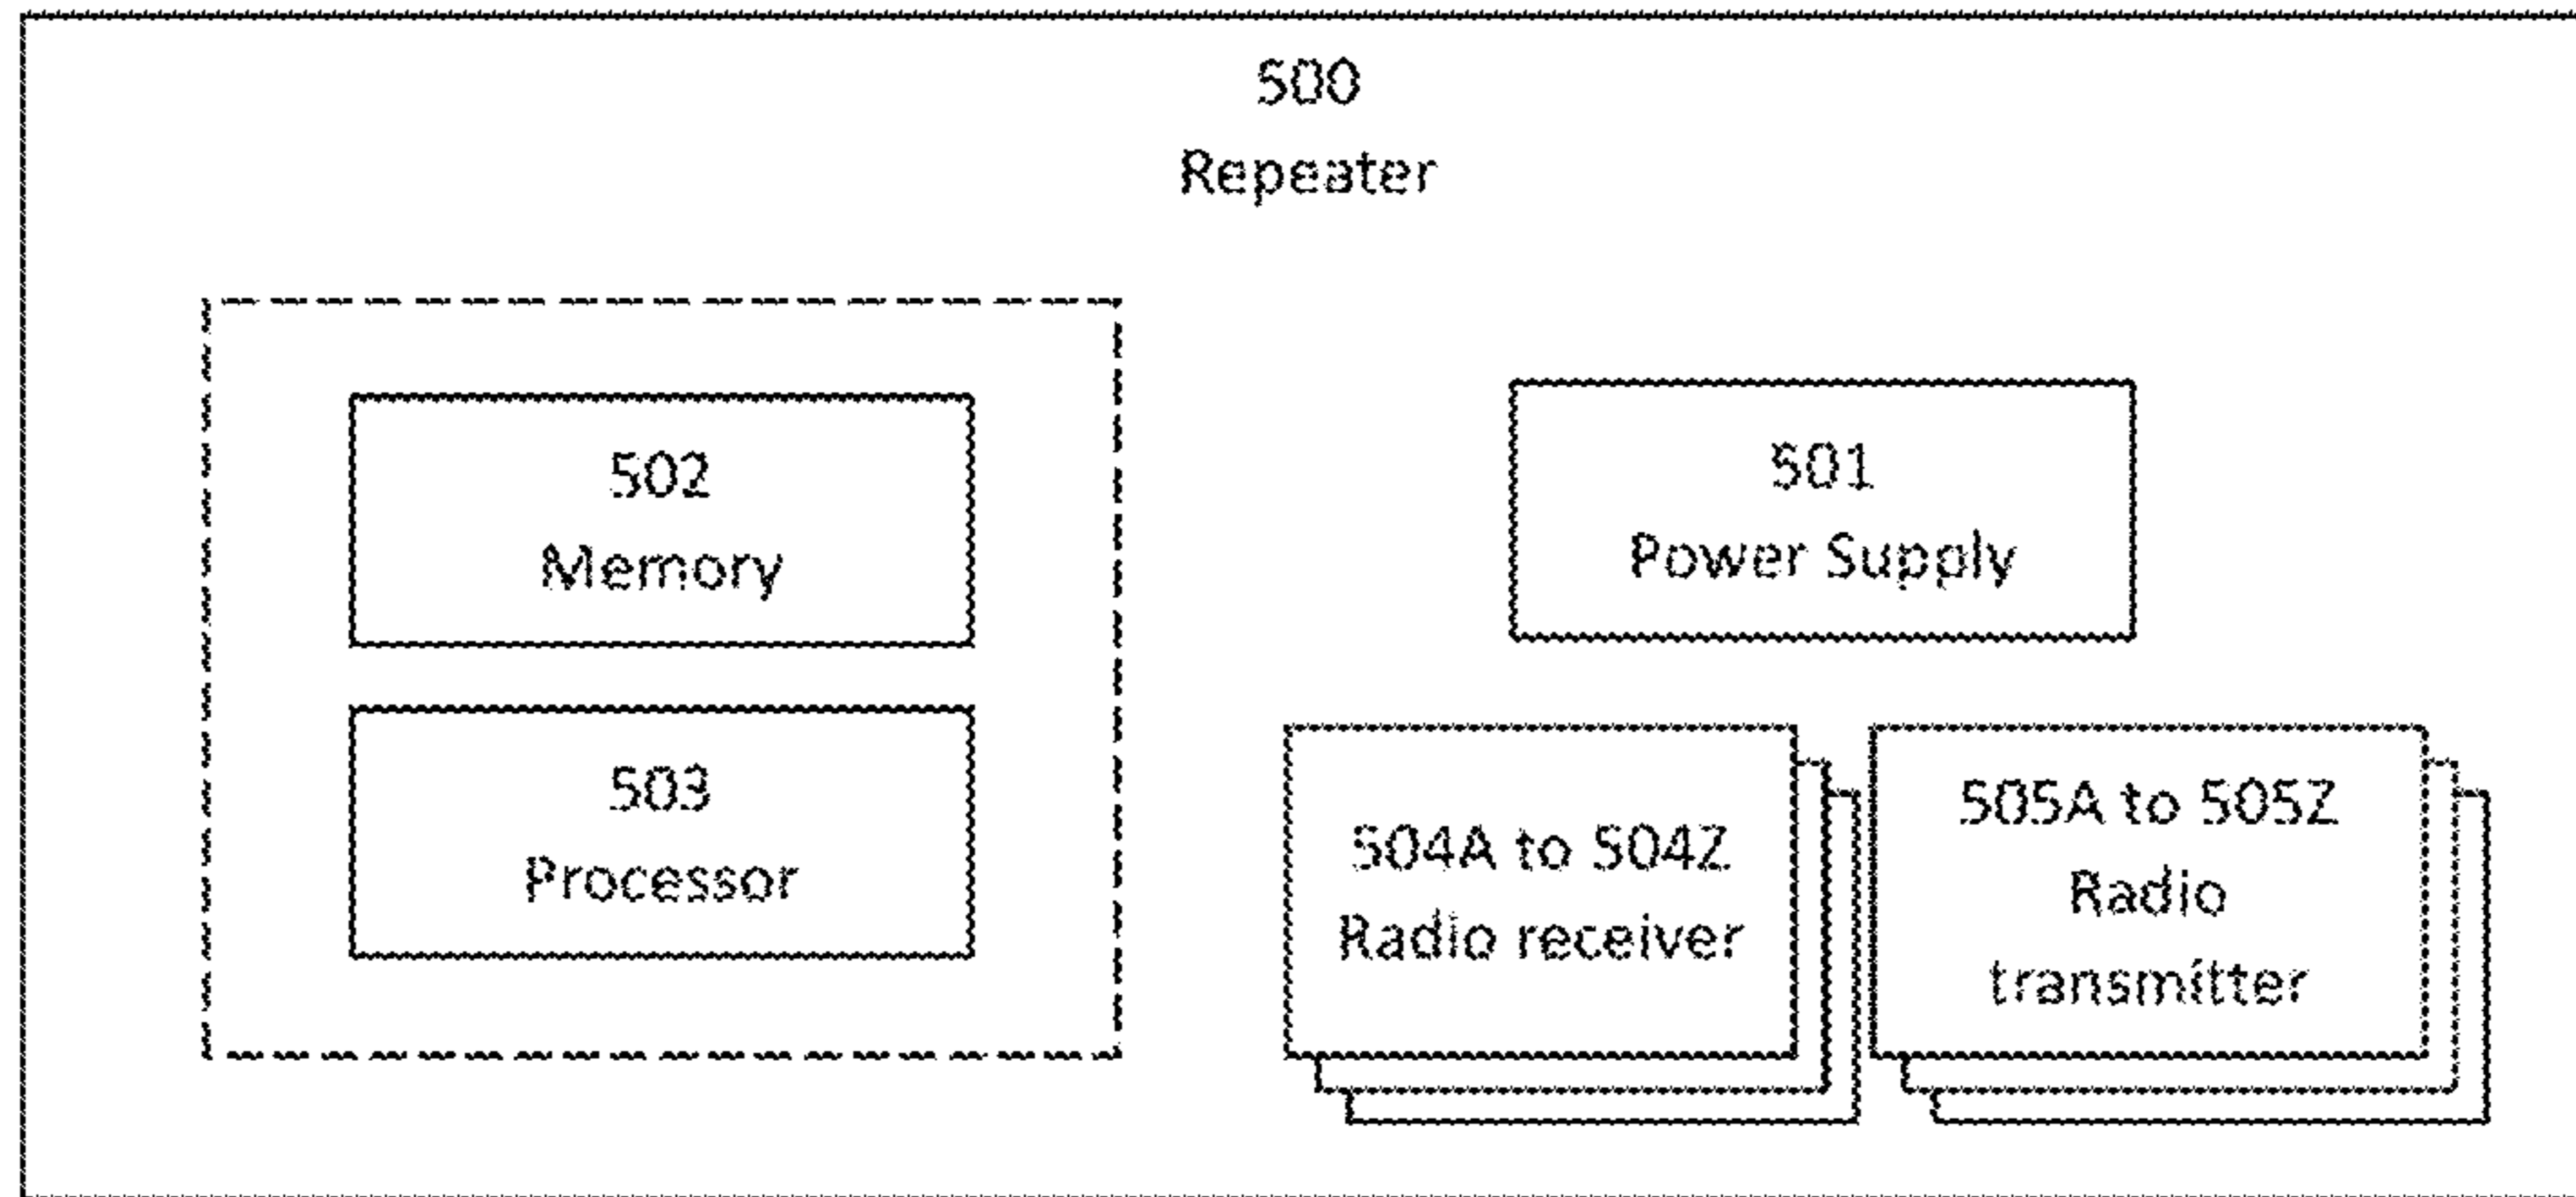 500
Repeater
502
Memory
503
Processor
501
Power Supply
504A to 504Z
Radio receiver
505A to 505Z
Radio
transmitter